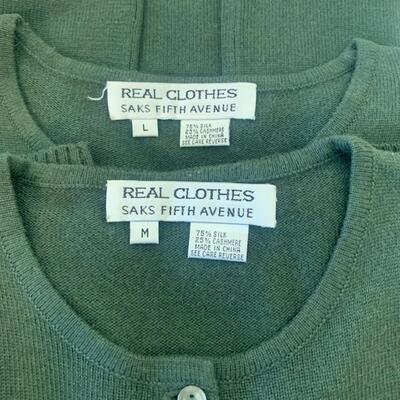 REAL CLOTHES
SAKS FIFTH AVENUE
L
75% SILK
25% CASHMERE
MADE IN CHINA
SEE CARE REVERSE
REAL CLOTHES
SAKS FIFTH AVENUE
M
75% SILK
25% CASHMERE
MADE IN CHINA
SEE CARE REVERSE